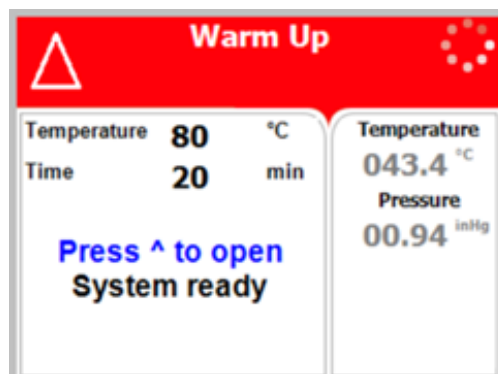 Warm Up
Temperature 80 °C
Time 20 min
Press ^ to open
System ready
Temperature
043.4 °C
Pressure
00.94 inHg